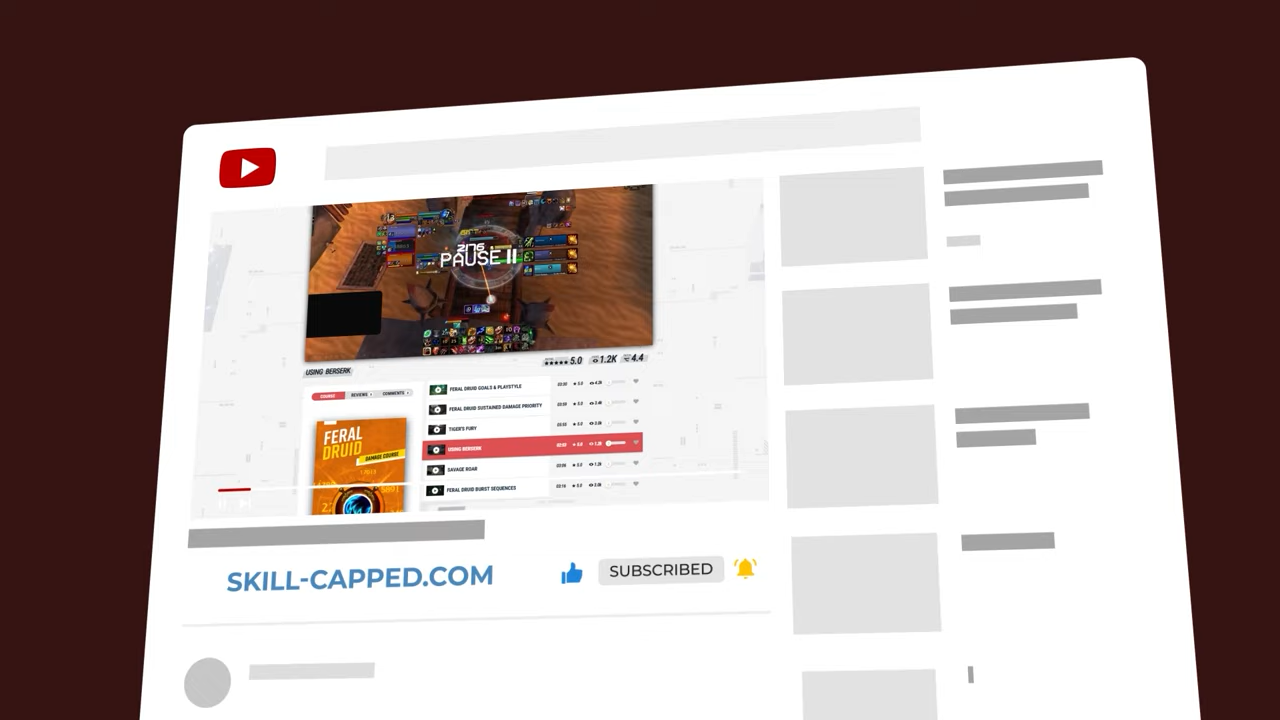 PAUSE II
USING BERSERK
5.0 1.2K 4.4
COURSE REVIEWS COMMENTS
FERAL
DRUID
DAMAGE COURSE
FERAL DRUID GOALS & PLAYSTYLE
FERAL DRUID SUSTAINED DAMAGE PRIORITY
TIGER'S FURY
USING BERSERK
SAVAGE ROAR
FERAL DRUID BURST SEQUENCES
SKILL-CAPPED.COM
SUBSCRIBED